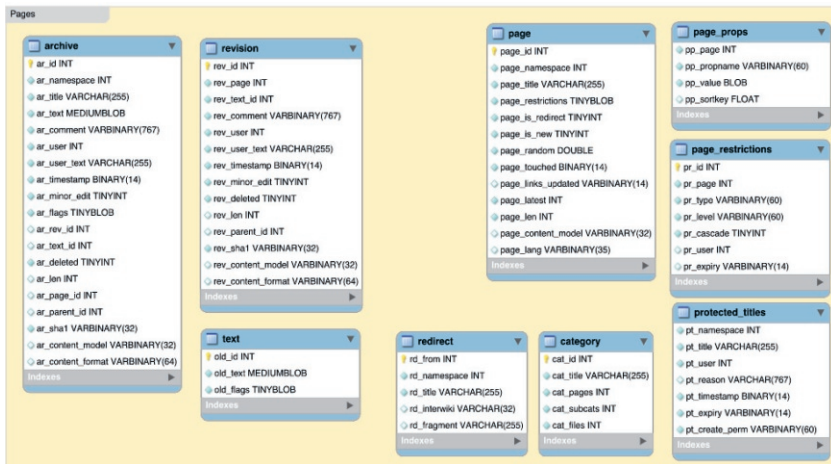 Pages
archive
ar_id INT
ar_namespace INT
ar_title VARCHAR(255)
ar_text MEDIUMBLOB
ar_comment VARBINARY(767)
ar_user INT
ar_user_text VARCHAR(255)
ar_timestamp BINARY(14)
ar_minor_edit TINYINT
ar_flags TINYBLOB
ar_rev_id INT
ar_text_id INT
ar_deleted TINYINT
ar_len INT
ar_page_id INT
ar_parent_id INT
ar_sha1 VARBINARY(32)
ar_content_model VARBINARY(32)
ar_content_format VARBINARY(64)
Indexes
revision
rev_id INT
rev_page INT
rev_text_id INT
rev_comment VARBINARY(767)
rev_user INT
rev_user_text VARCHAR(255)
rev_timestamp BINARY(14)
rev_minor_edit TINYINT
rev_deleted TINYINT
rev_len INT
rev_parent_id INT
rev_sha1 VARBINARY(32)
rev_content_model VARBINARY(32)
rev_content_format VARBINARY(64)
Indexes
text
old_id INT
old_text MEDIUMBLOB
old_flags TINYBLOB
Indexes
redirect
rd_from INT
rd_namespace INT
rd_title VARCHAR(255)
rd_interwiki VARCHAR(32)
rd_fragment VARCHAR(255)
Indexes
category
cat_id INT
cat_title VARCHAR(255)
cat_pages INT
cat_subcats INT
cat_files INT
Indexes
page
page_id INT
page_namespace INT
page_title VARCHAR(255)
page_restrictions TINYBLOB
page_is_redirect TINYINT
page_is_new TINYINT
page_random DOUBLE
page_touched BINARY(14)
page_links_updated VARBINARY(14)
page_latest INT
page_len INT
page_content_model VARBINARY(32)
page_lang VARBINARY(35)
Indexes
page_props
pp_page INT
pp_propname VARBINARY(60)
pp_value BLOB
pp_sortkey FLOAT
Indexes
page_restrictions
pr_id INT
pr_page INT
pr_type VARBINARY(60)
pr_level VARBINARY(60)
pr_cascade TINYINT
pr_user INT
pr_expiry VARBINARY(14)
Indexes
protected_titles
pt_namespace INT
pt_title VARCHAR(255)
pt_user INT
pt_reason VARCHAR(767)
pt_timestamp BINARY(14)
pt_expiry VARBINARY(14)
pt_create_perm VARBINARY(60)
Indexes